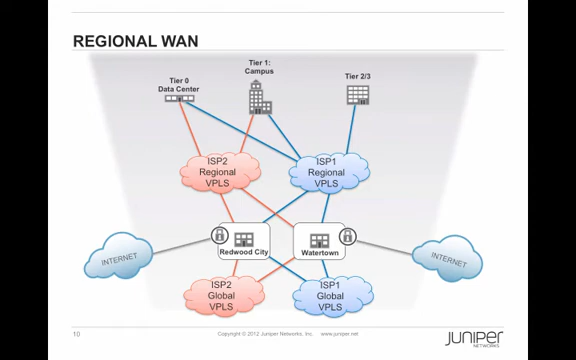 REGIONAL WAN
Tier 0
Data Center
Tier 1:
Campus
Tier 2/3
ISP2
Regional
VPLS
ISP1
Regional
VPLS
INTERNET
Redwood City
Watertown
INTERNET
ISP2
Global
VPLS
ISP1
Global
VPLS
10
Copyright © 2012 Juniper Networks, Inc. www.juniper.net
JUNIPER
NETWORKS